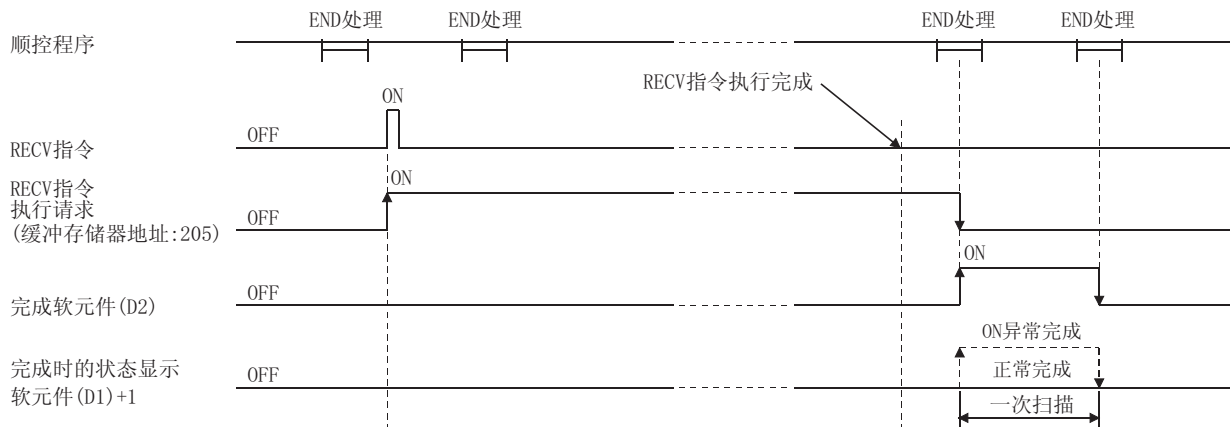 END处理 END处理 END处理 END处理
顺控程序
RECV指令执行完成
ON
OFF
RECV指令
RECV指令
执行请求
(缓冲存储器地址:205)
ON
OFF
ON
OFF
完成软元件(D2)
ON异常完成
完成时的状态显示
软元件(D1)+1
OFF
正常完成
一次扫描